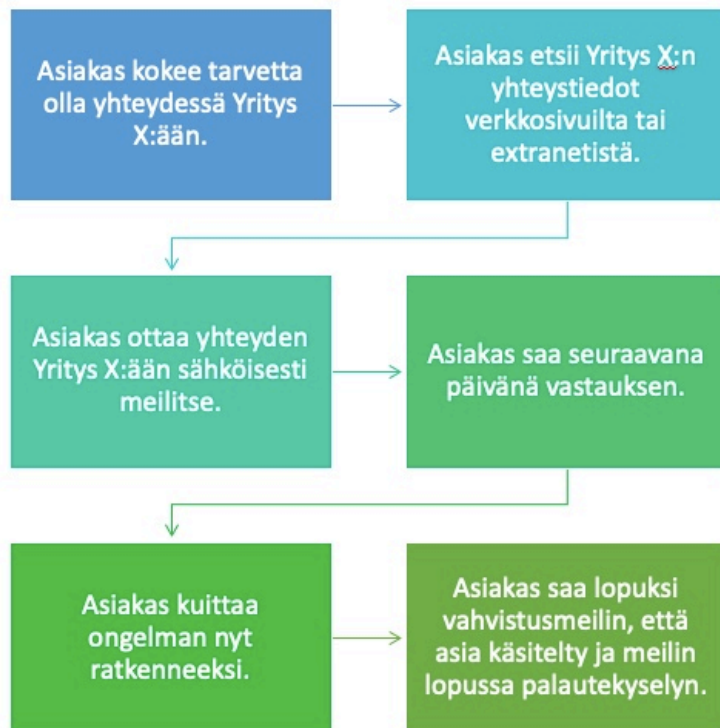 Asiakas kokee tarvetta
olla yhteydessä Yritys
X:ään.
Asiakas etsii Yritys X:n
yhteystiedot
verkkosivuilta tai
extranetistä.
Asiakas ottaa yhteyden
Yritys X:ään sähköisesti
meilitse.
Asiakas saa seuraavana
päivänä vastauksen.
Asiakas kuittaa
ongelman nyt
ratkenneeksi.
Asiakas saa lopuksi
vahvistusmeilin, että
asia käsitelty ja meilin
lopussa palautekyselyn.